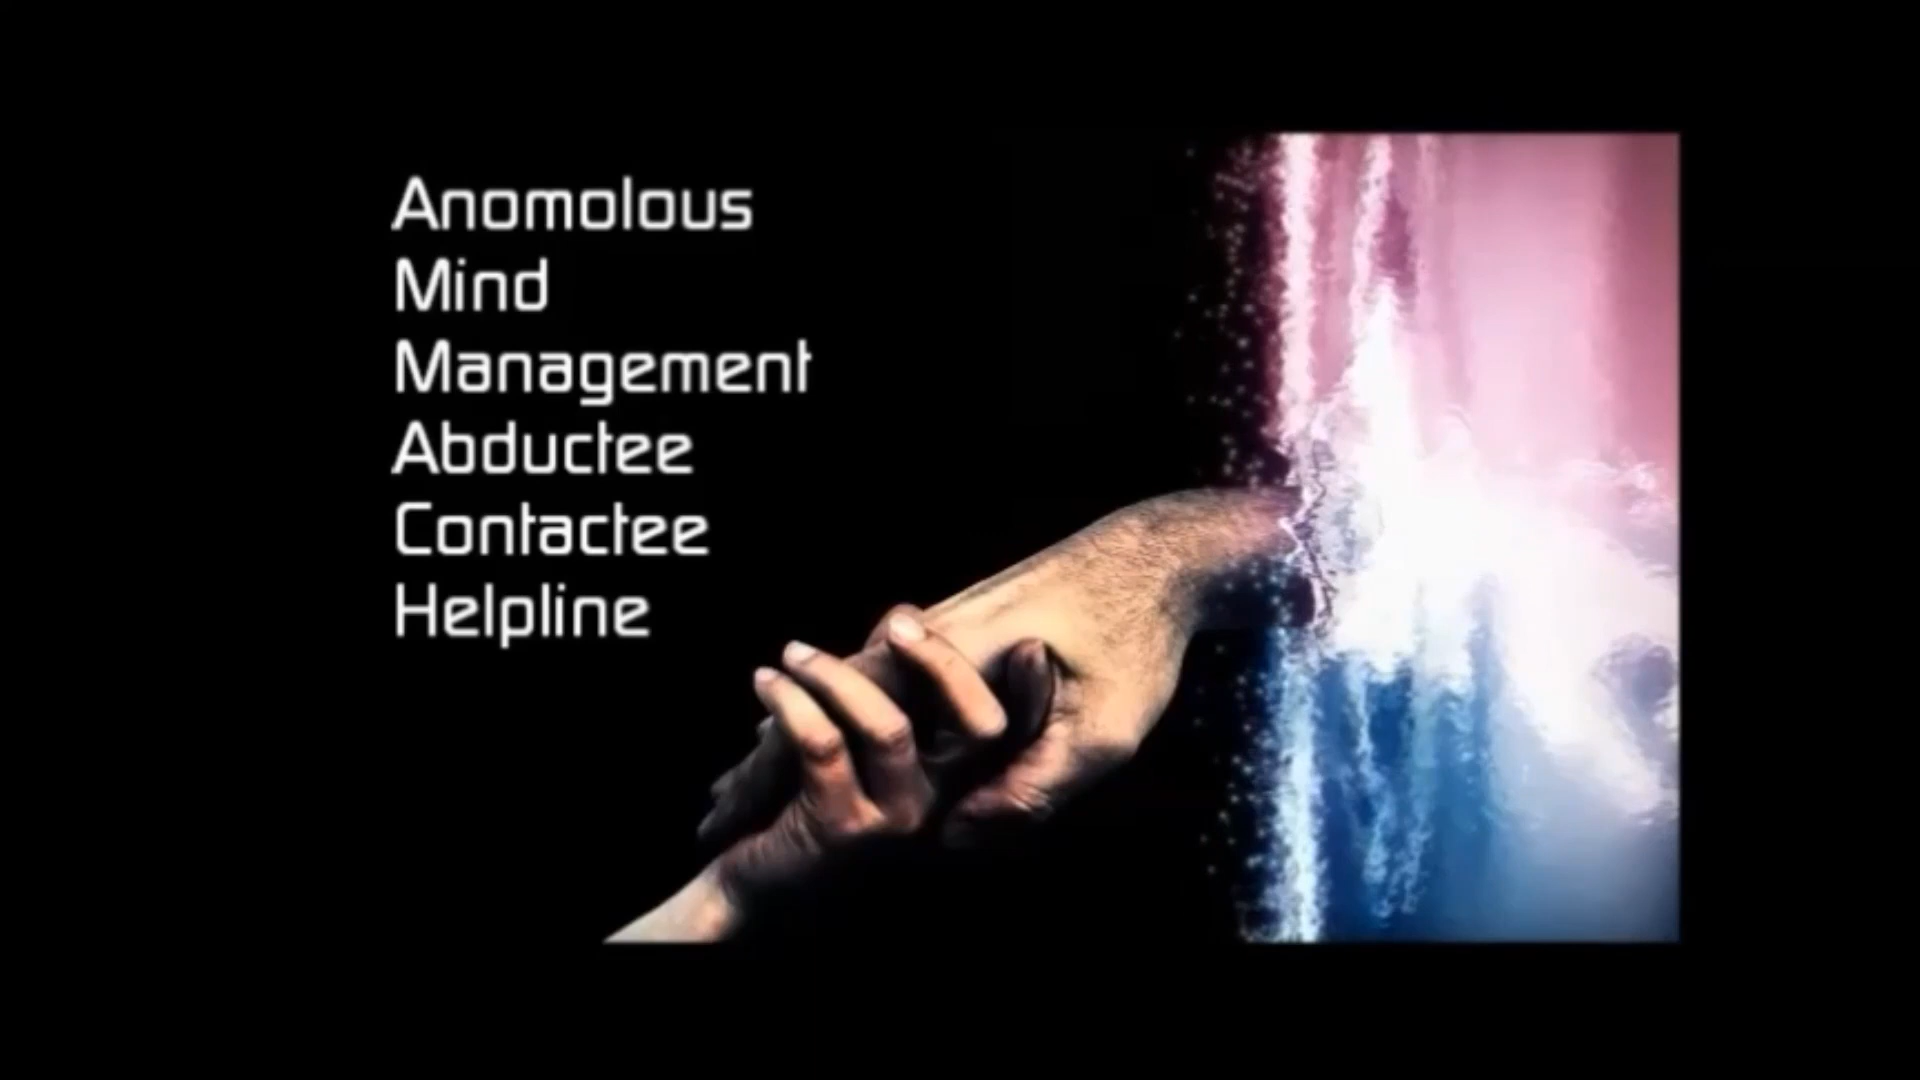 Anomolous
Mind
Management
Abductee
Contactee
Helpline